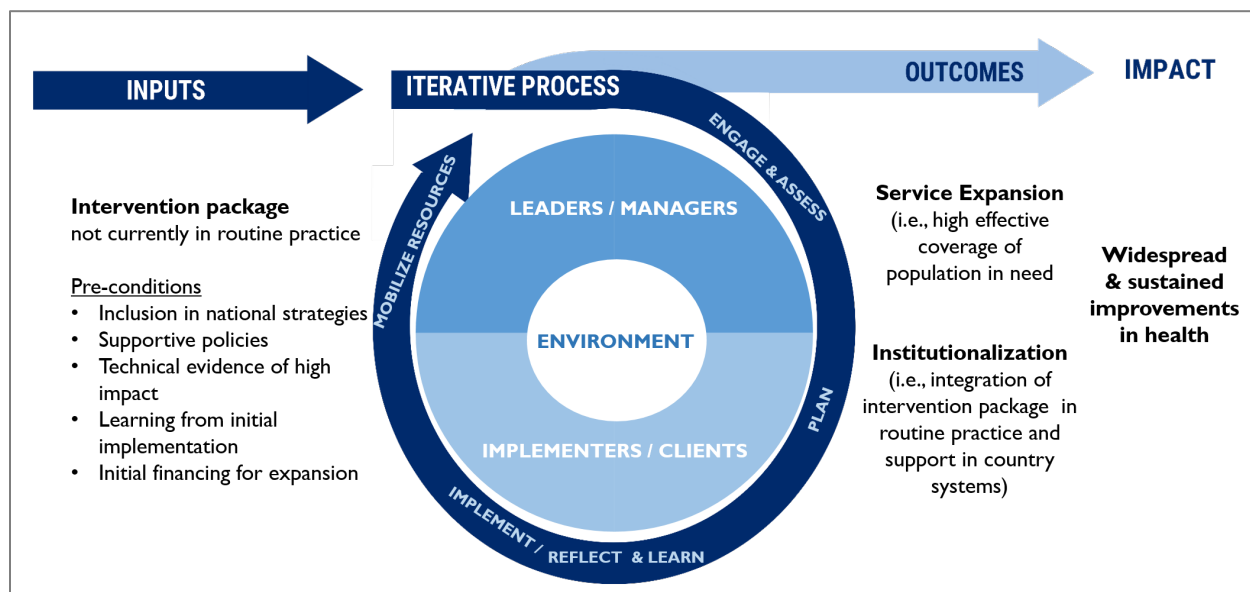 INPUTS
ITERATIVE PROCESS
OUTCOMES
IMPACT
Intervention package
not currently in routine practice
Pre-conditions
• Inclusion in national strategies
• Supportive policies
• Technical evidence of high
impact
• Learning from initial
implementation
• Initial financing for expansion
MOBILIZE RESOURCES
ENGAGE & ASSESS
PLAN
IMPLEMENT /
REFLECT & LEARN
LEADERS / MANAGERS
ENVIRONMENT
IMPLEMENTERS / CLIENTS
Service Expansion
(i.e., high effective
coverage of
population in need
Institutionalization
(i.e., integration of
intervention package in
routine practice and
support in country
systems)
Widespread
& sustained
improvements
in health